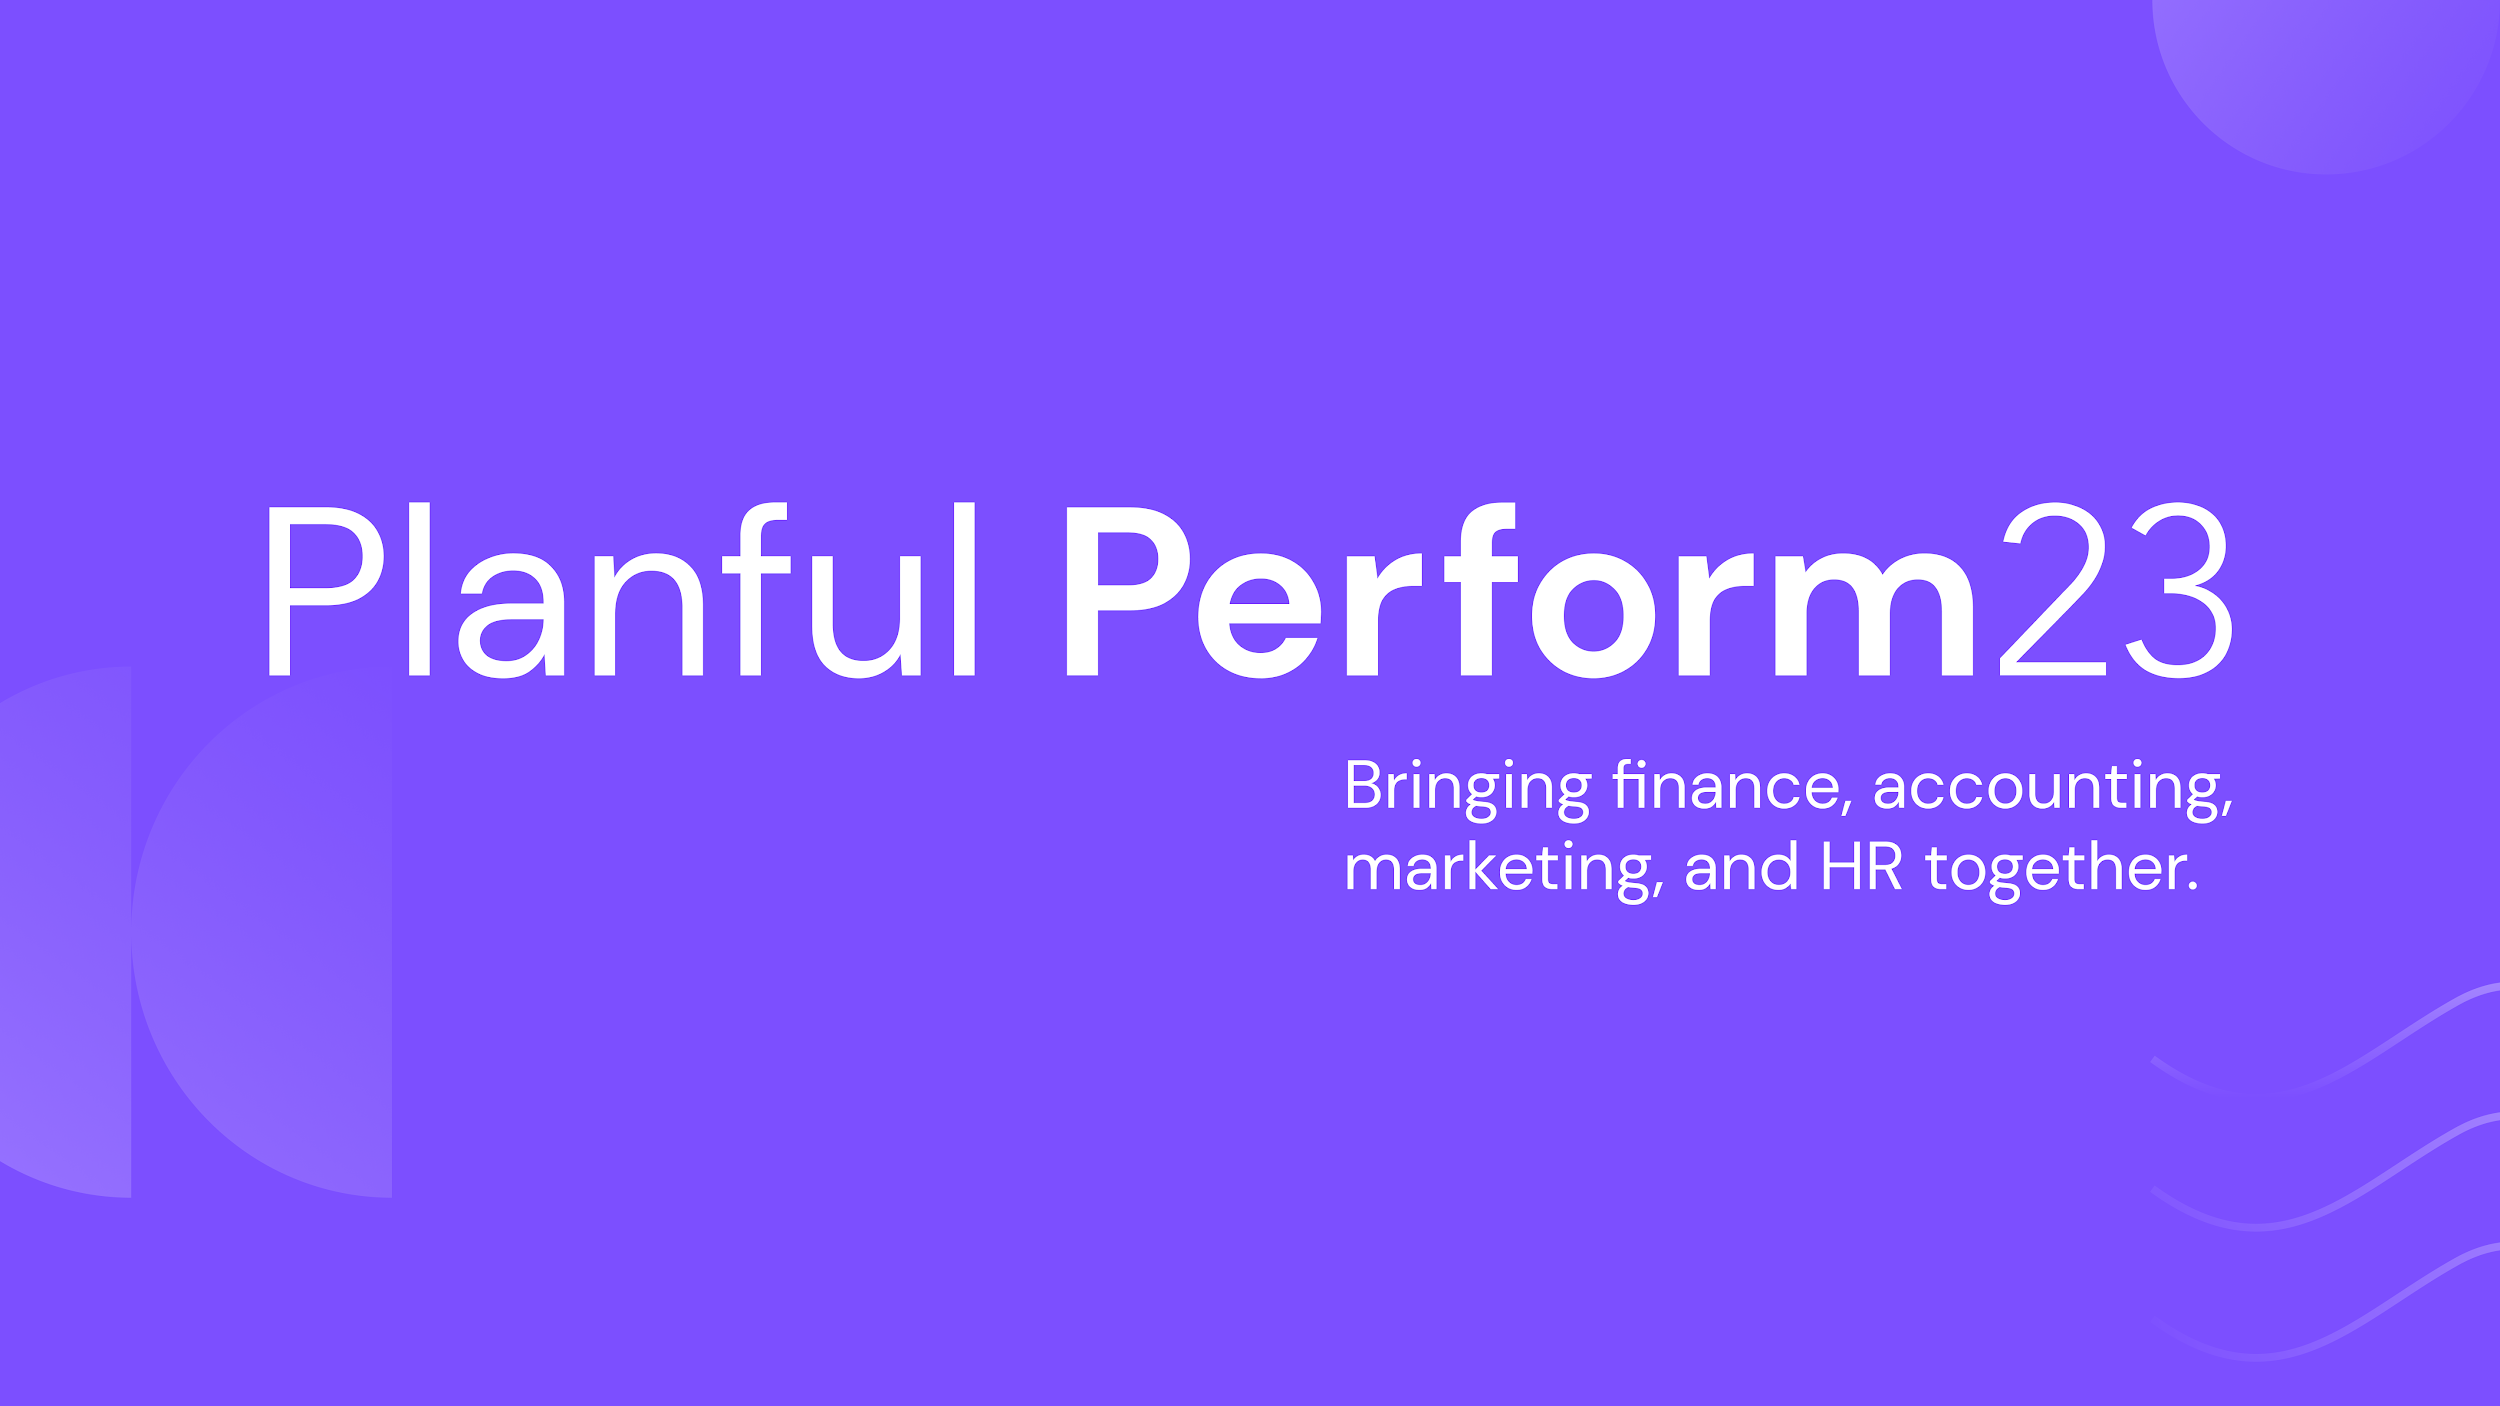 Planful Perform23
Bringing finance, accounting,
marketing, and HR together.